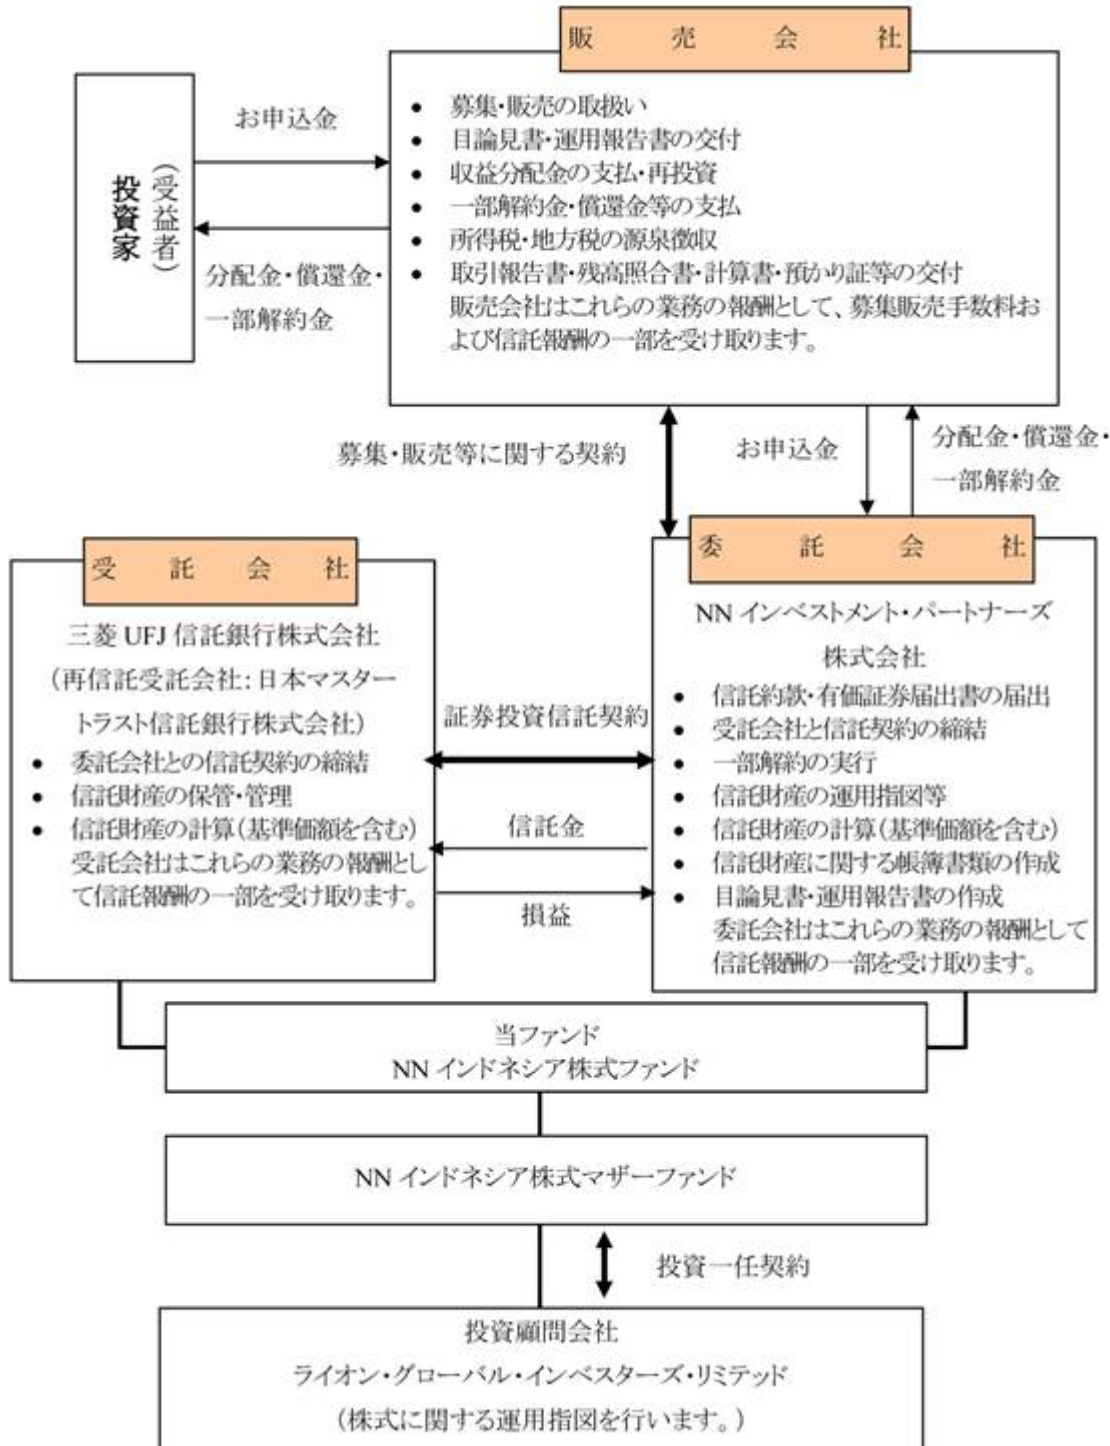 販売会社
お申込金
投資家
(受益者)
分配金・償還金・
一部解約金
● 募集・販売の取扱い
● 目論見書・運用報告書の交付
● 収益分配金の支払・再投資
● 一部解約金・償還金等の支払
● 所得税・地方税の源泉徴収
● 取引報告書・残高照合書・計算書・預かり証等の交付
販売会社はこれらの業務の報酬として、募集販売手数料お
よび信託報酬の一部を受け取ります。
募集・販売等に関する契約
お申込金
分配金・償還金・
一部解約金
受託会社
三菱 UFJ 信託銀行株式会社
(再信託受託会社:日本マスター
トラスト信託銀行株式会社)
● 委託会社との信託契約の締結
● 信託財産の保管・管理
● 信託財産の計算(基準価額を含む)
受託会社はこれらの業務の報酬とし
て信託報酬の一部を受け取ります。
証券投資信託契約
信託金
損益
委託会社
NN インベストメント・パートナーズ
株式会社
● 信託約款・有価証券届出書の届出
● 受託会社と信託契約の締結
● 一部解約の実行
● 信託財産の運用指図等
● 信託財産の計算(基準価額を含む)
● 信託財産に関する帳簿書類の作成
● 目論見書・運用報告書の作成
委託会社はこれらの業務の報酬として
信託報酬の一部を受け取ります。
当ファンド
NN インドネシア株式ファンド
NN インドネシア株式マザーファンド
投資一任契約
投資顧問会社
ライオン・グローバル・インベスターズ・リミテッド
(株式に関する運用指図を行います。)